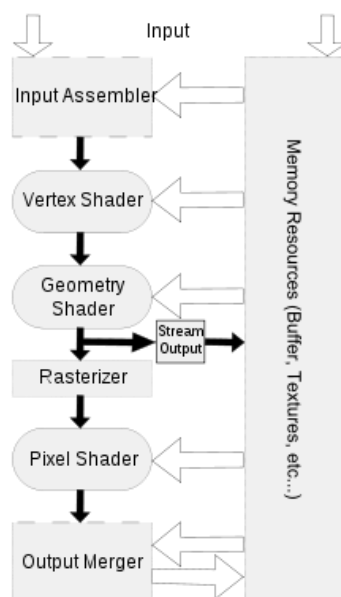 Input
Input Assembler
Vertex Shader
Geometry
Shader
Stream
Output
Rasterizer
Pixel Shader
Output Merger
Memory Resources (Buffer, Textures, etc...)